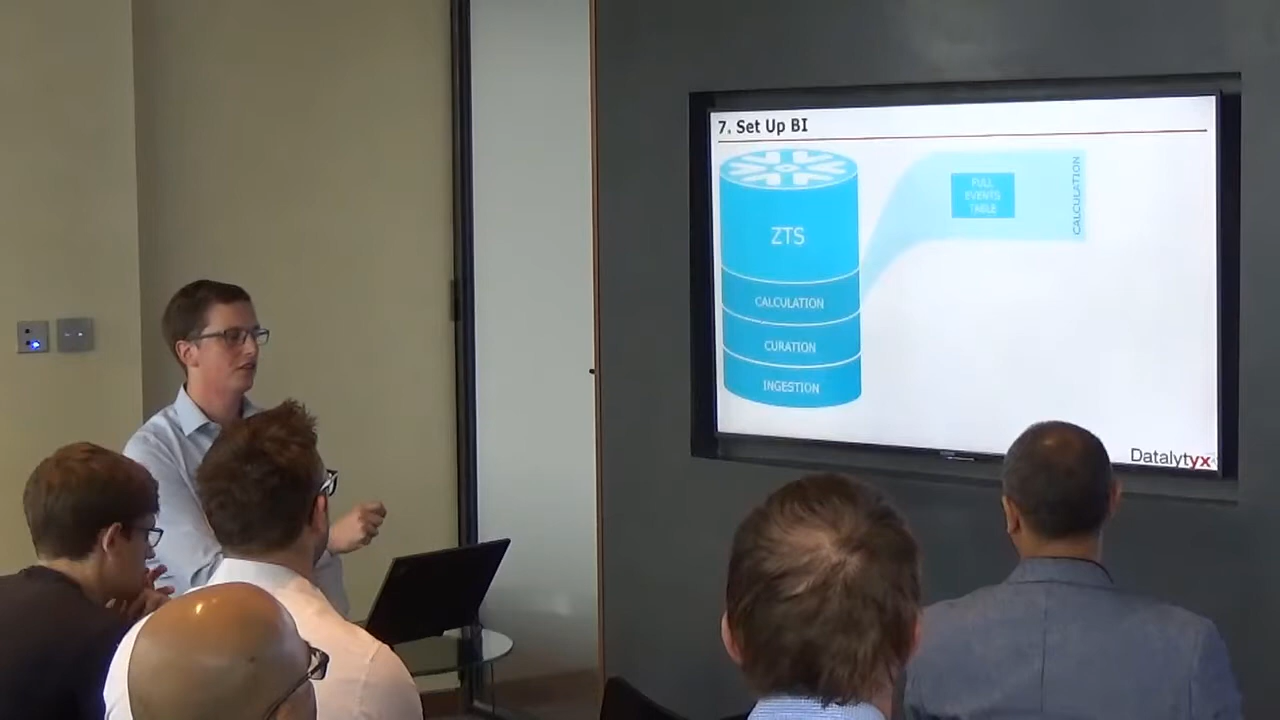 7. Set Up BI
ZTS
CALCULATION
CURATION
INGESTION
FULL
EVENTS
TABLE
CALCULATION
Datalytyx